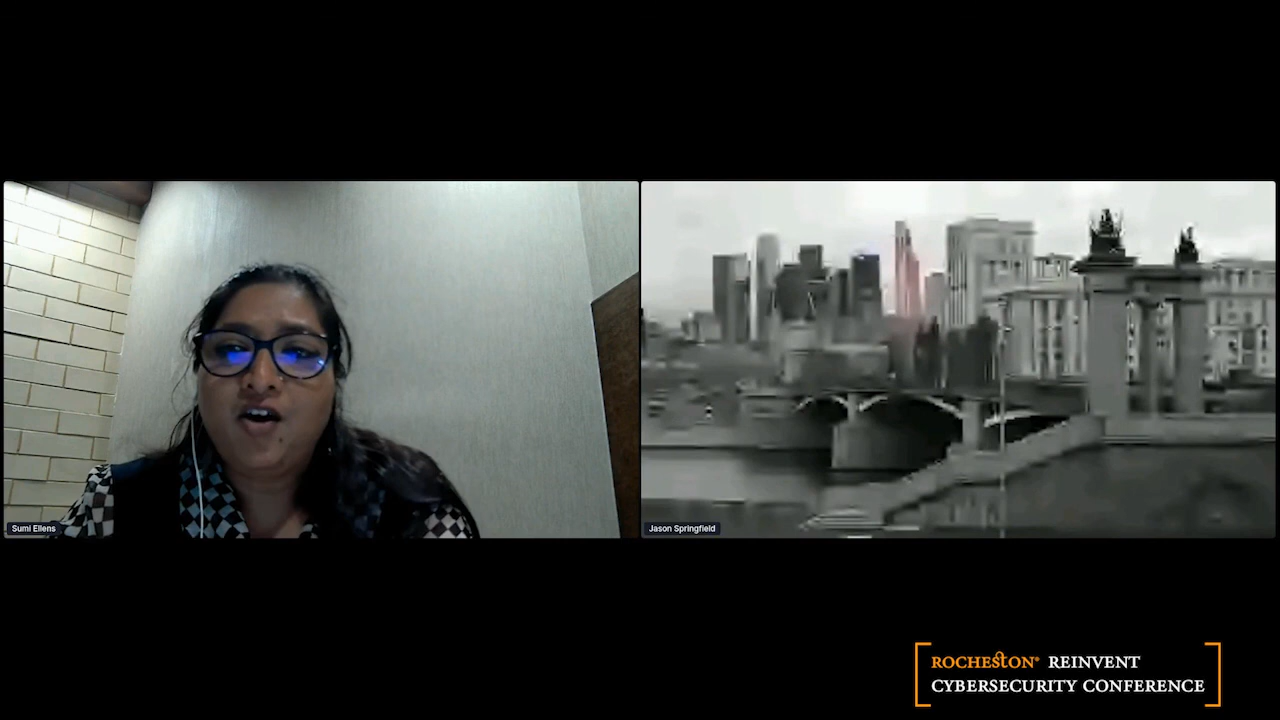 Sumi Ellens
Jason Springfield
ROCHESTON® REINVENT
CYBERSECURITY CONFERENCE